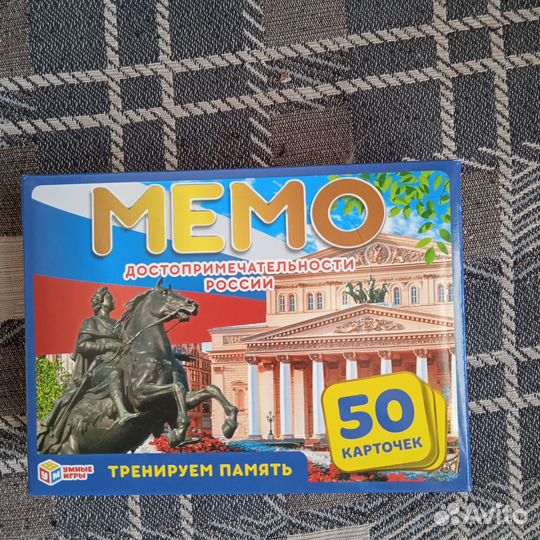 МЕМО
ДОСТОПРИМЕЧАТЕЛЬНОСТИ
РОССИИ
50
КАРТОЧЕК
УМНЫЕ
ИГРЫ
ТРЕНИРУЕМ ПАМЯТЬ
Avito